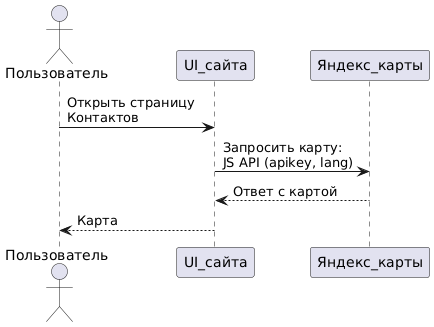 Пользователь
UI_сайта
Яндекс_карты
Открыть страницу
Контактов
Запросить карту:
JS API (apikey, lang)
Ответ с картой
Карта
Пользователь
UI_сайта
Яндекс_карты